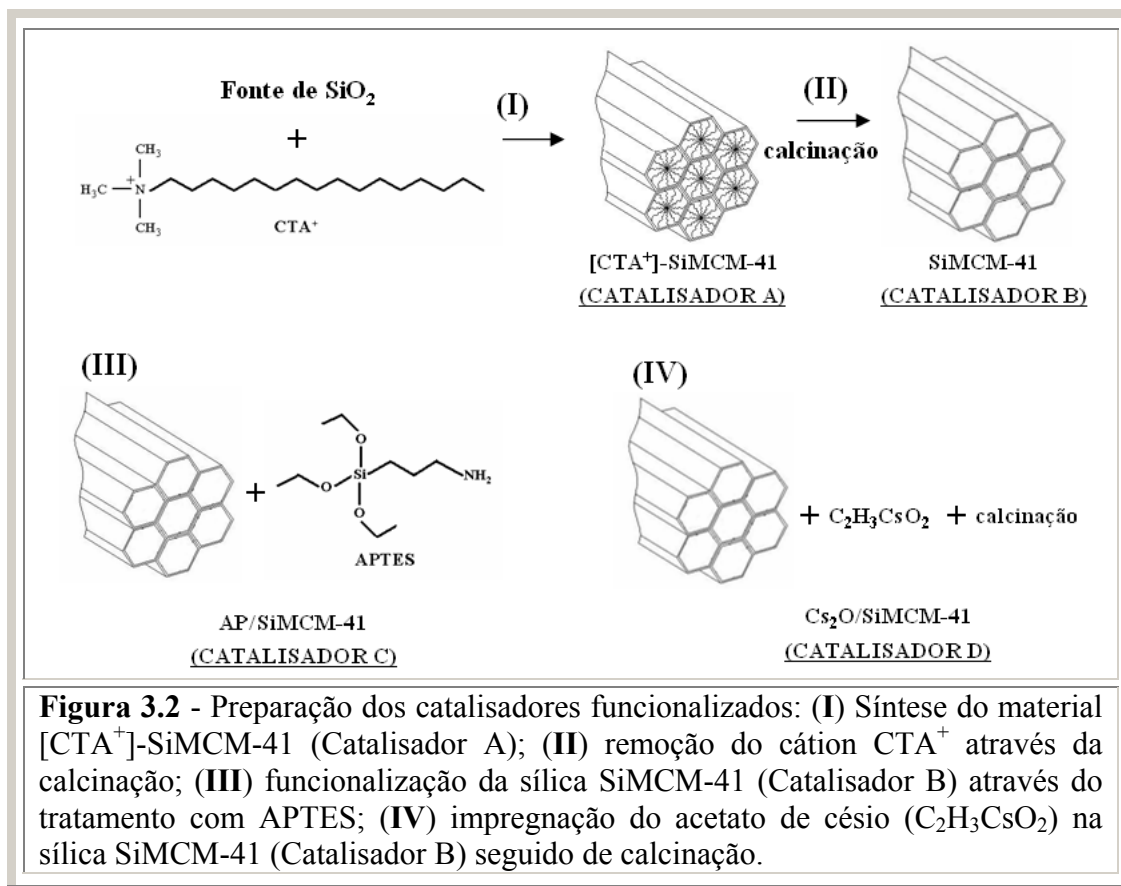 Fonte de SiO₂
+
CH₃
H₃C—N⁺
CH₃
CTA⁺
(I)
[CTA⁺]-SiMCM-41
(CATALISADOR A)
(II)
calcinação
SiMCM-41
(CATALISADOR B)
(III)
+
O
O
Si
NH₂
O
APTES
AP/SiMCM-41
(CATALISADOR C)
(IV)
+ C₂H₃CsO₂ + calcinação
Cs₂O/SiMCM-41
(CATALISADOR D)
Figura 3.2 - Preparação dos catalisadores funcionalizados: (I) Síntese do material
[CTA⁺]-SiMCM-41 (Catalisador A); (II) remoção do cátion CTA⁺ através da
calcinação; (III) funcionalização da sílica SiMCM-41 (Catalisador B) através do
tratamento com APTES; (IV) impregnação do acetato de césio (C₂H₃CsO₂) na
sílica SiMCM-41 (Catalisador B) seguido de calcinação.